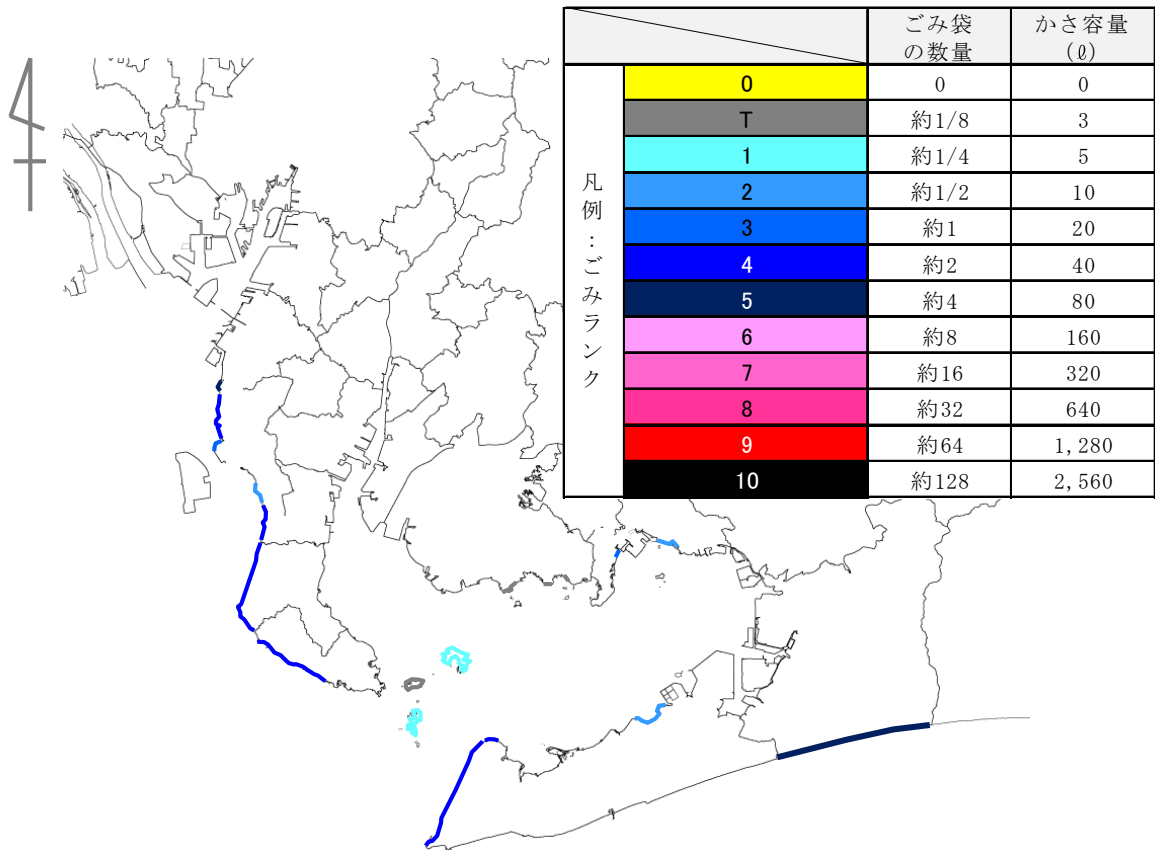 ごみ袋の数量 かさ容量(ℓ)
凡例:ごみランク
0 0 0
T 約1/8 3
1 約1/4 5
2 約1/2 10
3 約1 20
4 約2 40
5 約4 80
6 約8 160
7 約16 320
8 約32 640
9 約64 1,280
10 約128 2,560